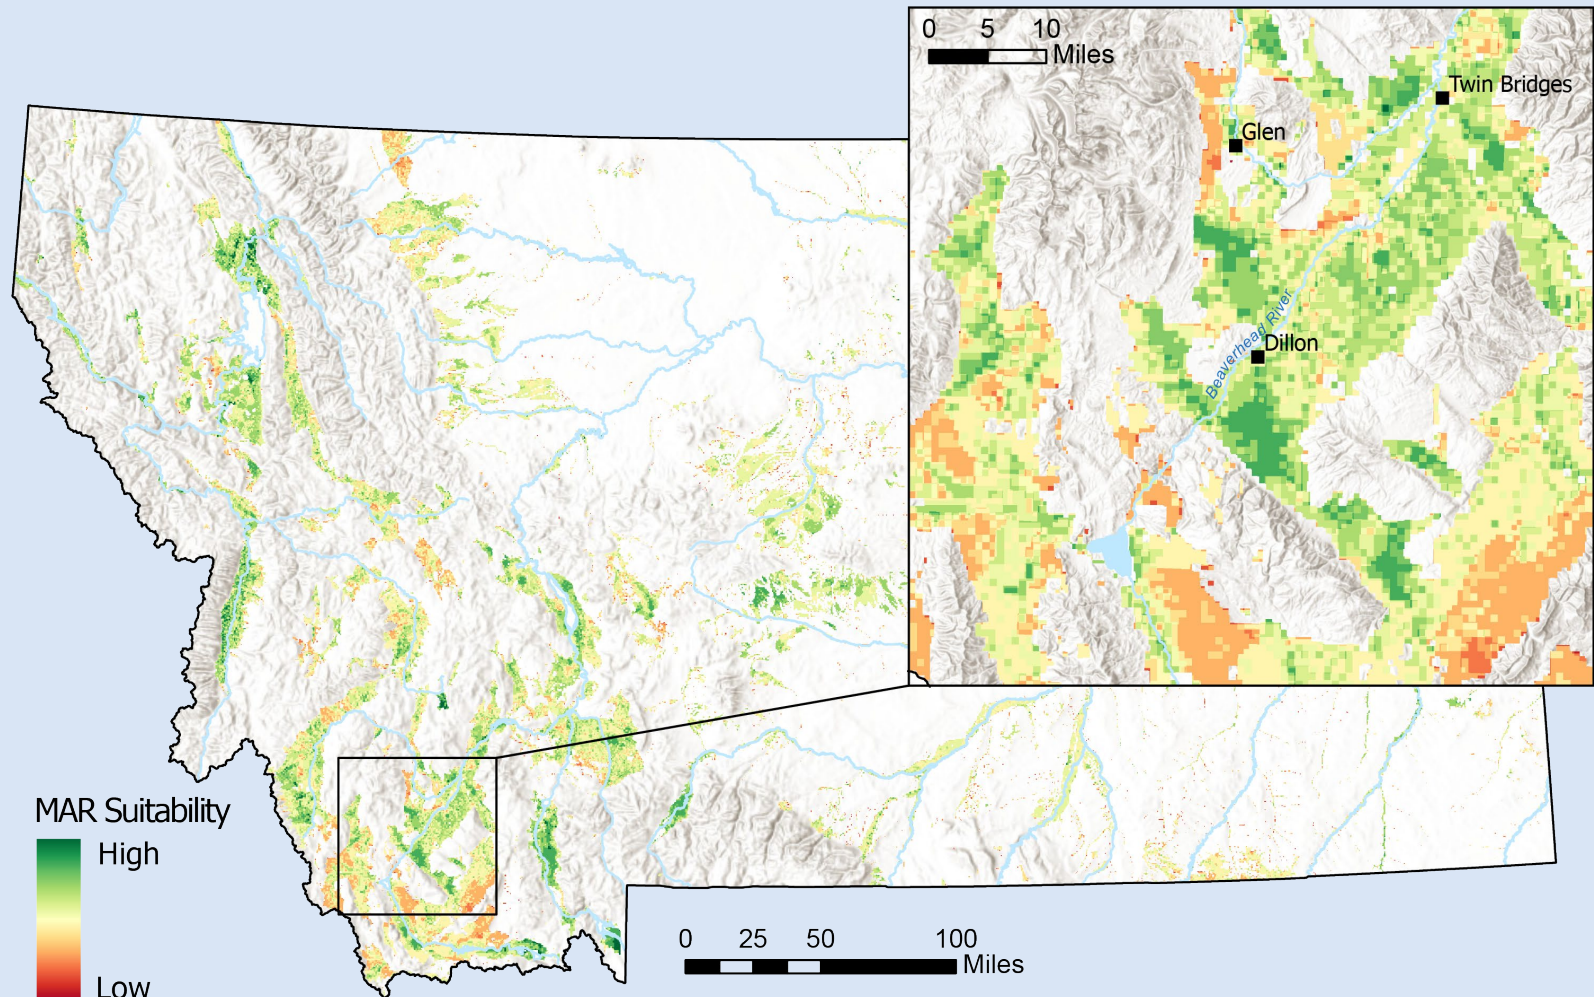 0 5 10
Miles
Twin Bridges
Glen
Beaverhead River
Dillon
MAR Suitability
High
Low
0 25 50 100
Miles